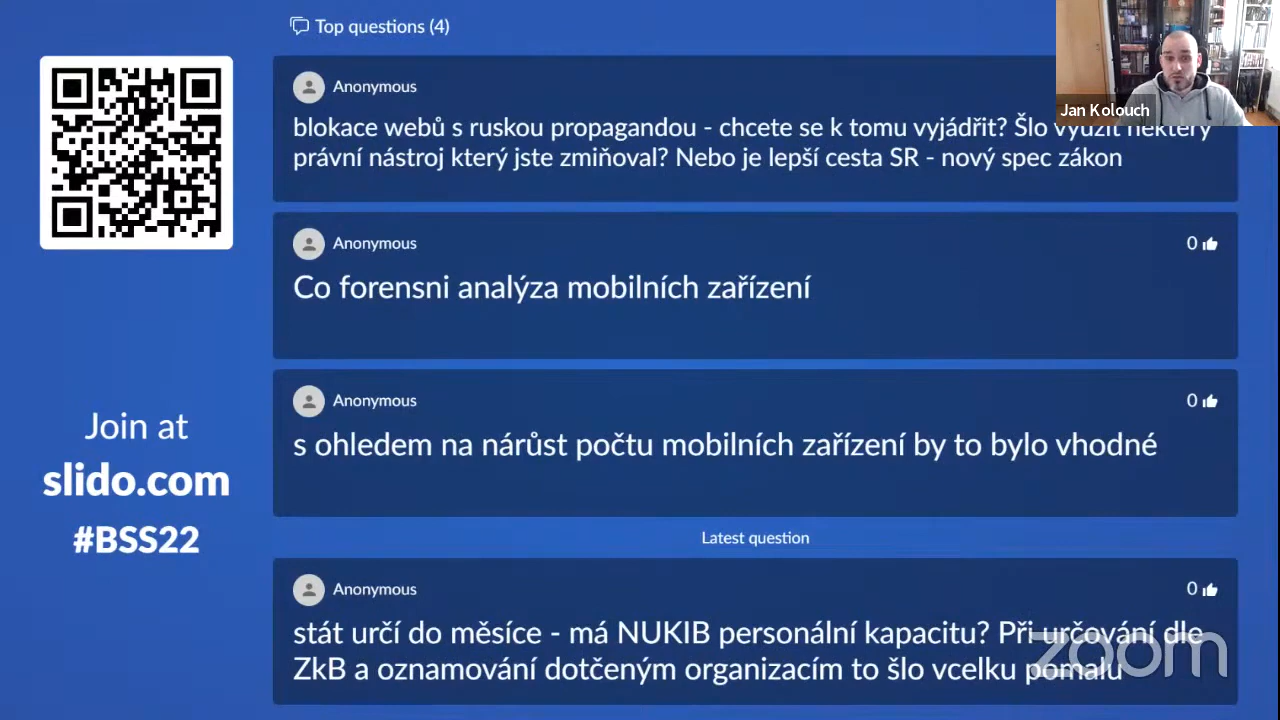 Top questions (4)
Anonymous
Jan Kolouch
blokace webů s ruskou propagandou - chcete se k tomu vyjádřit? Šlo využít některý
právní nástroj který jste zmiňoval? Nebo je lepší cesta SR - nový spec zákon
Anonymous
0
Co forensni analýza mobilních zařízení
Anonymous
0
s ohledem na nárůst počtu mobilních zařízení by to bylo vhodné
Join at
slido.com
#BSS22
Latest question
Anonymous
0
stát určí do měsíce - má NUKIB personální kapacitu? Při určování dle
ZkB a oznamování dotčeným organizacím to šlo vcelku pomalu
zoom